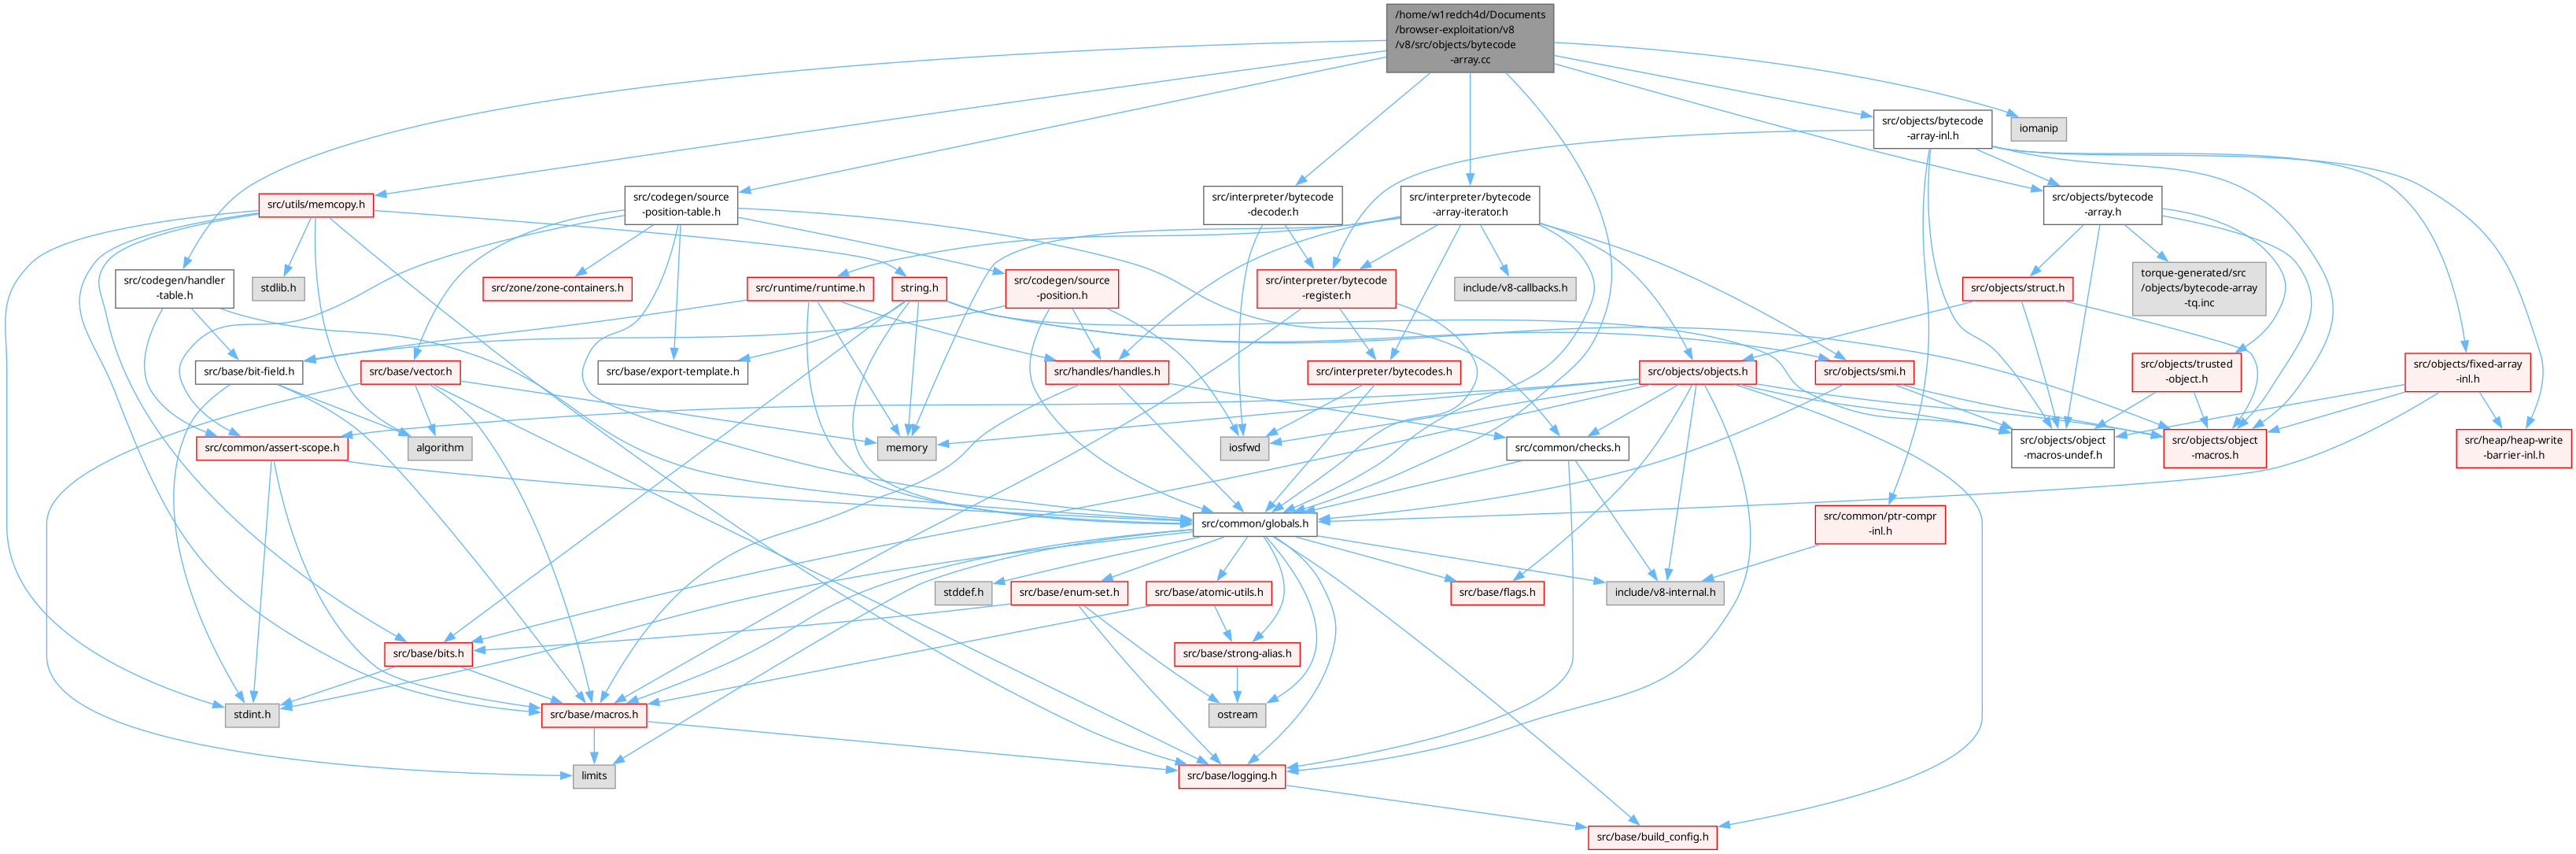 /home/w1redch4d/Documents
/browser-exploitation/v8
/v8/src/objects/bytecode
-array.cc
src/objects/bytecode
-array-inl.h
iomanip
src/utils/memcopy.h
src/codegen/source
-position-table.h
src/interpreter/bytecode
-decoder.h
src/interpreter/bytecode
-array-iterator.h
src/objects/bytecode
-array.h
src/codegen/handler
-table.h
stdlib.h
src/zone/zone-containers.h
src/runtime/runtime.h
string.h
src/codegen/source
-position.h
src/interpreter/bytecode
-register.h
include/v8-callbacks.h
src/objects/struct.h
torque-generated/src
/objects/bytecode-array
-tq.inc
src/base/bit-field.h
src/base/vector.h
src/base/export-template.h
src/handles/handles.h
src/interpreter/bytecodes.h
src/objects/objects.h
src/objects/smi.h
src/objects/trusted
-object.h
src/objects/fixed-array
-inl.h
src/common/assert-scope.h
algorithm
memory
iosfwd
src/common/checks.h
src/objects/object
-macros-undef.h
src/objects/object
-macros.h
src/heap/heap-write
-barrier-inl.h
src/common/globals.h
src/common/ptr-compr
-inl.h
stddef.h
src/base/enum-set.h
src/base/atomic-utils.h
src/base/flags.h
include/v8-internal.h
src/base/bits.h
src/base/strong-alias.h
stdint.h
src/base/macros.h
ostream
limits
src/base/logging.h
src/base/build_config.h